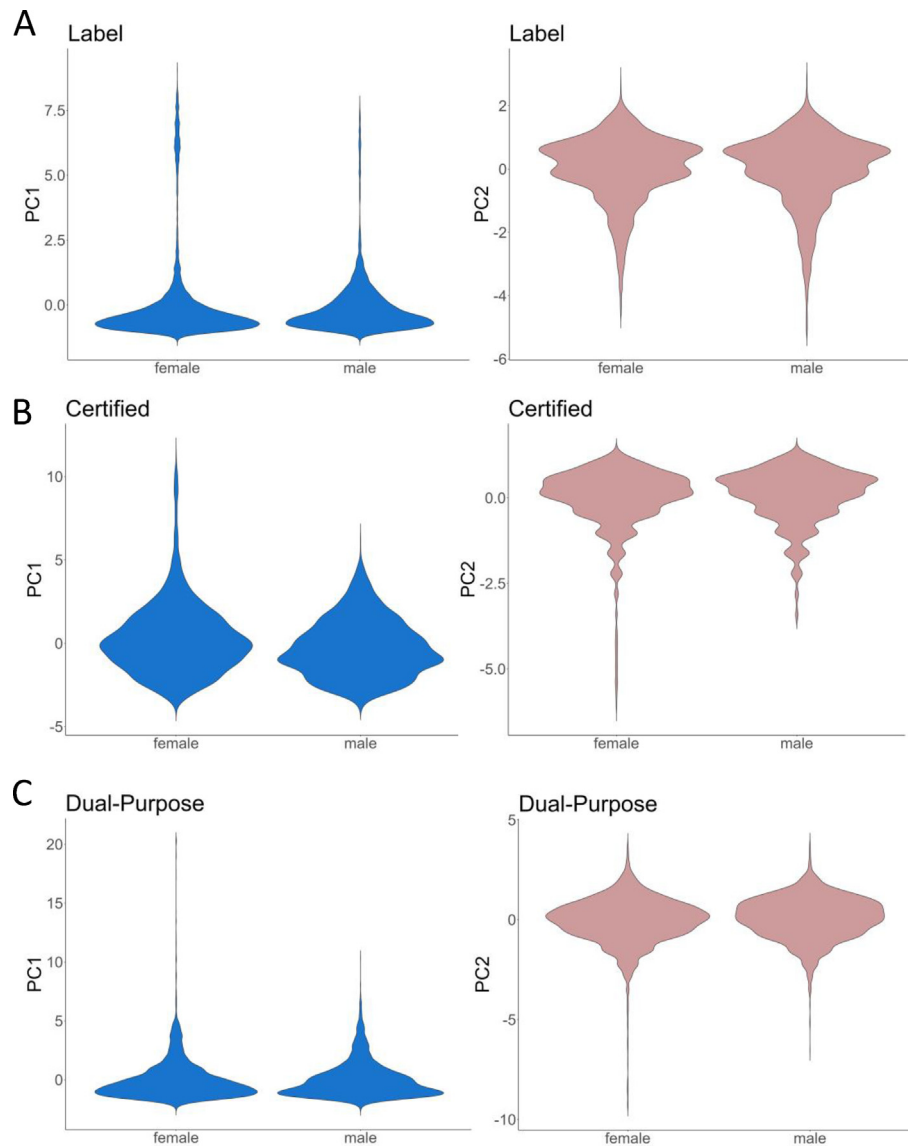 A
Label
Label
7.5
5.0
2.5
0.0
PC1
female
male
2
0
-2
-4
-6
PC2
female
male
B
Certified
Certified
10
5
0
-5
PC1
female
male
0.0
-2.5
-5.0
PC2
female
male
C
Dual-Purpose
Dual-Purpose
20
15
10
5
0
PC1
female
male
5
0
-5
-10
PC2
female
male